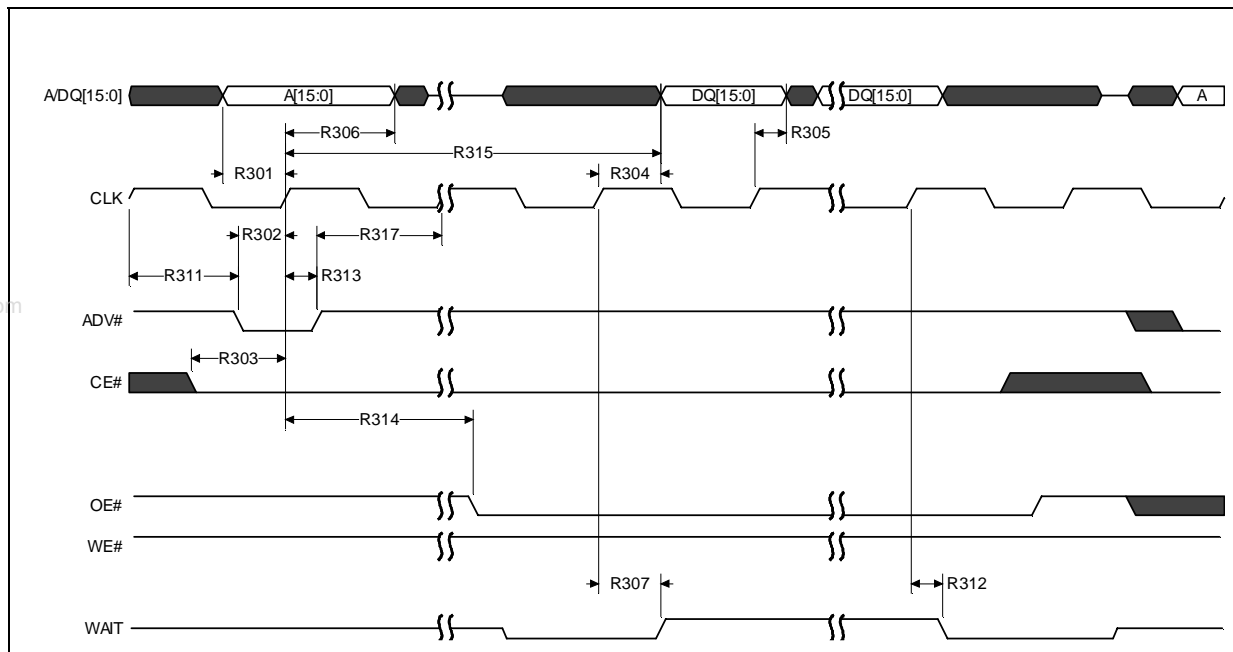 A/DQ[15:0]
A[15:0]
DQ[15:0]
DQ[15:0]
A
R306
R305
R315
R301
R304
CLK
R302
R317
R311
R313
om
ADV#
R303
CE#
R314
OE#
WE#
R307
R312
WAIT